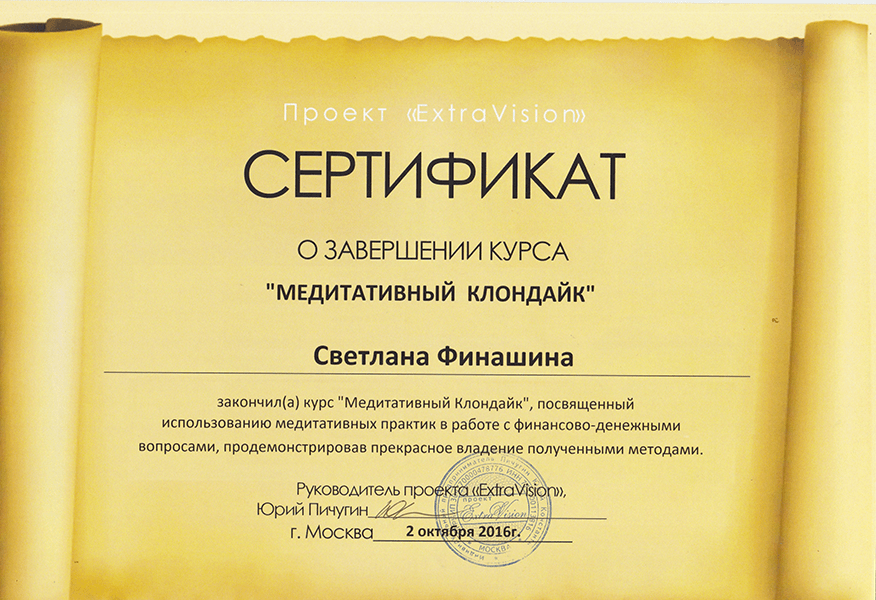 Проект «ExtraVision»
СЕРТИФИКАТ
О ЗАВЕРШЕНИИ КУРСА
"МЕДИТАТИВНЫЙ КЛОНДАЙК"
Светлана Финашина
закончил(а) курс "Медитативный Клондайк", посвященный
использованию медитативных практик в работе с финансово-денежными
вопросами, продемонстрировав прекрасное владение полученными методами.
Руководитель проекта «ExtraVision»,
Юрий Пичугин
г. Москва 2 октября 2016г.
проект
ExtraVision
МОСКВА